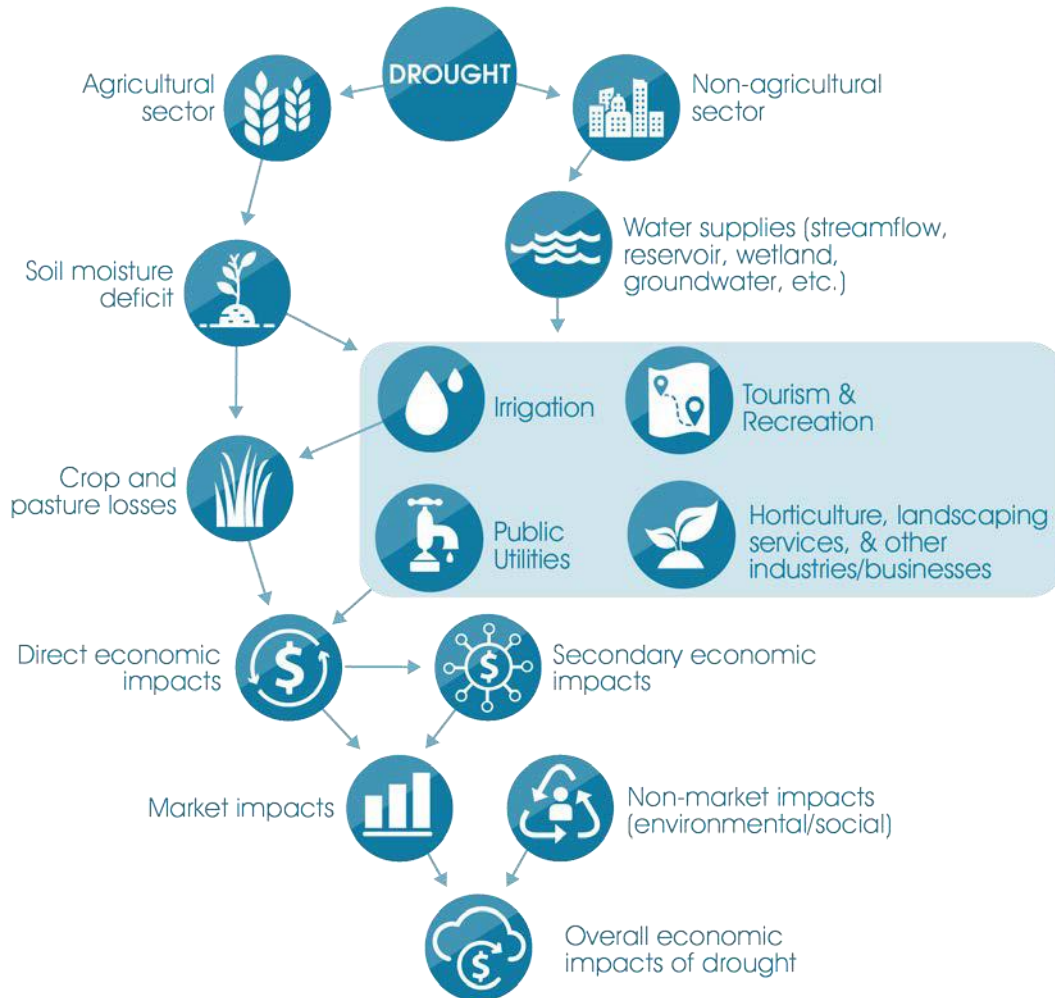 DROUGHT
Agricultural
sector
Non-agricultural
sector
Water supplies (streamflow,
reservoir, wetland,
groundwater, etc.)
Soil moisture
deficit
Irrigation
Tourism &
Recreation
Crop and
pasture losses
Public
Utilities
Horticulture, landscaping
services, & other
industries/businesses
Direct economic
impacts
Secondary economic
impacts
Market impacts
Non-market impacts
(environmental/social)
Overall economic
impacts of drought